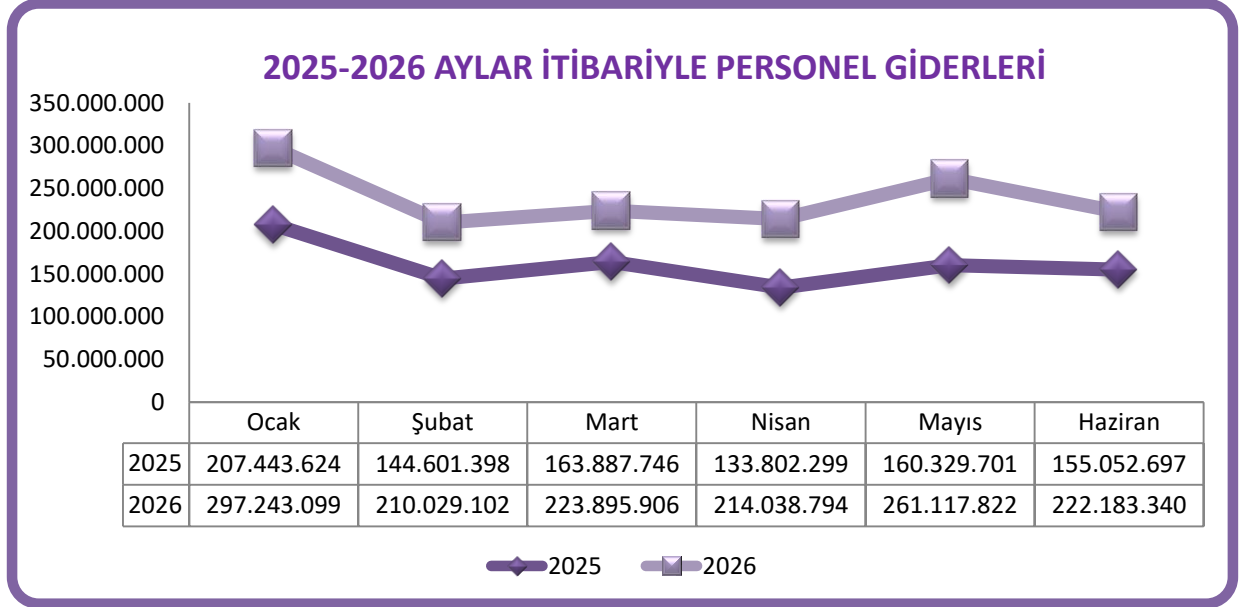 2025-2026 AYLAR İTİBARİYLE PERSONEL GİDERLERİ
350.000.000
300.000.000
250.000.000
200.000.000
150.000.000
100.000.000
50.000.000
0
Ocak Şubat Mart Nisan Mayıs Haziran
2025 207.443.624 144.601.398 163.887.746 133.802.299 160.329.701 155.052.697
2026 297.243.099 210.029.102 223.895.906 214.038.794 261.117.822 222.183.340
2025 2026